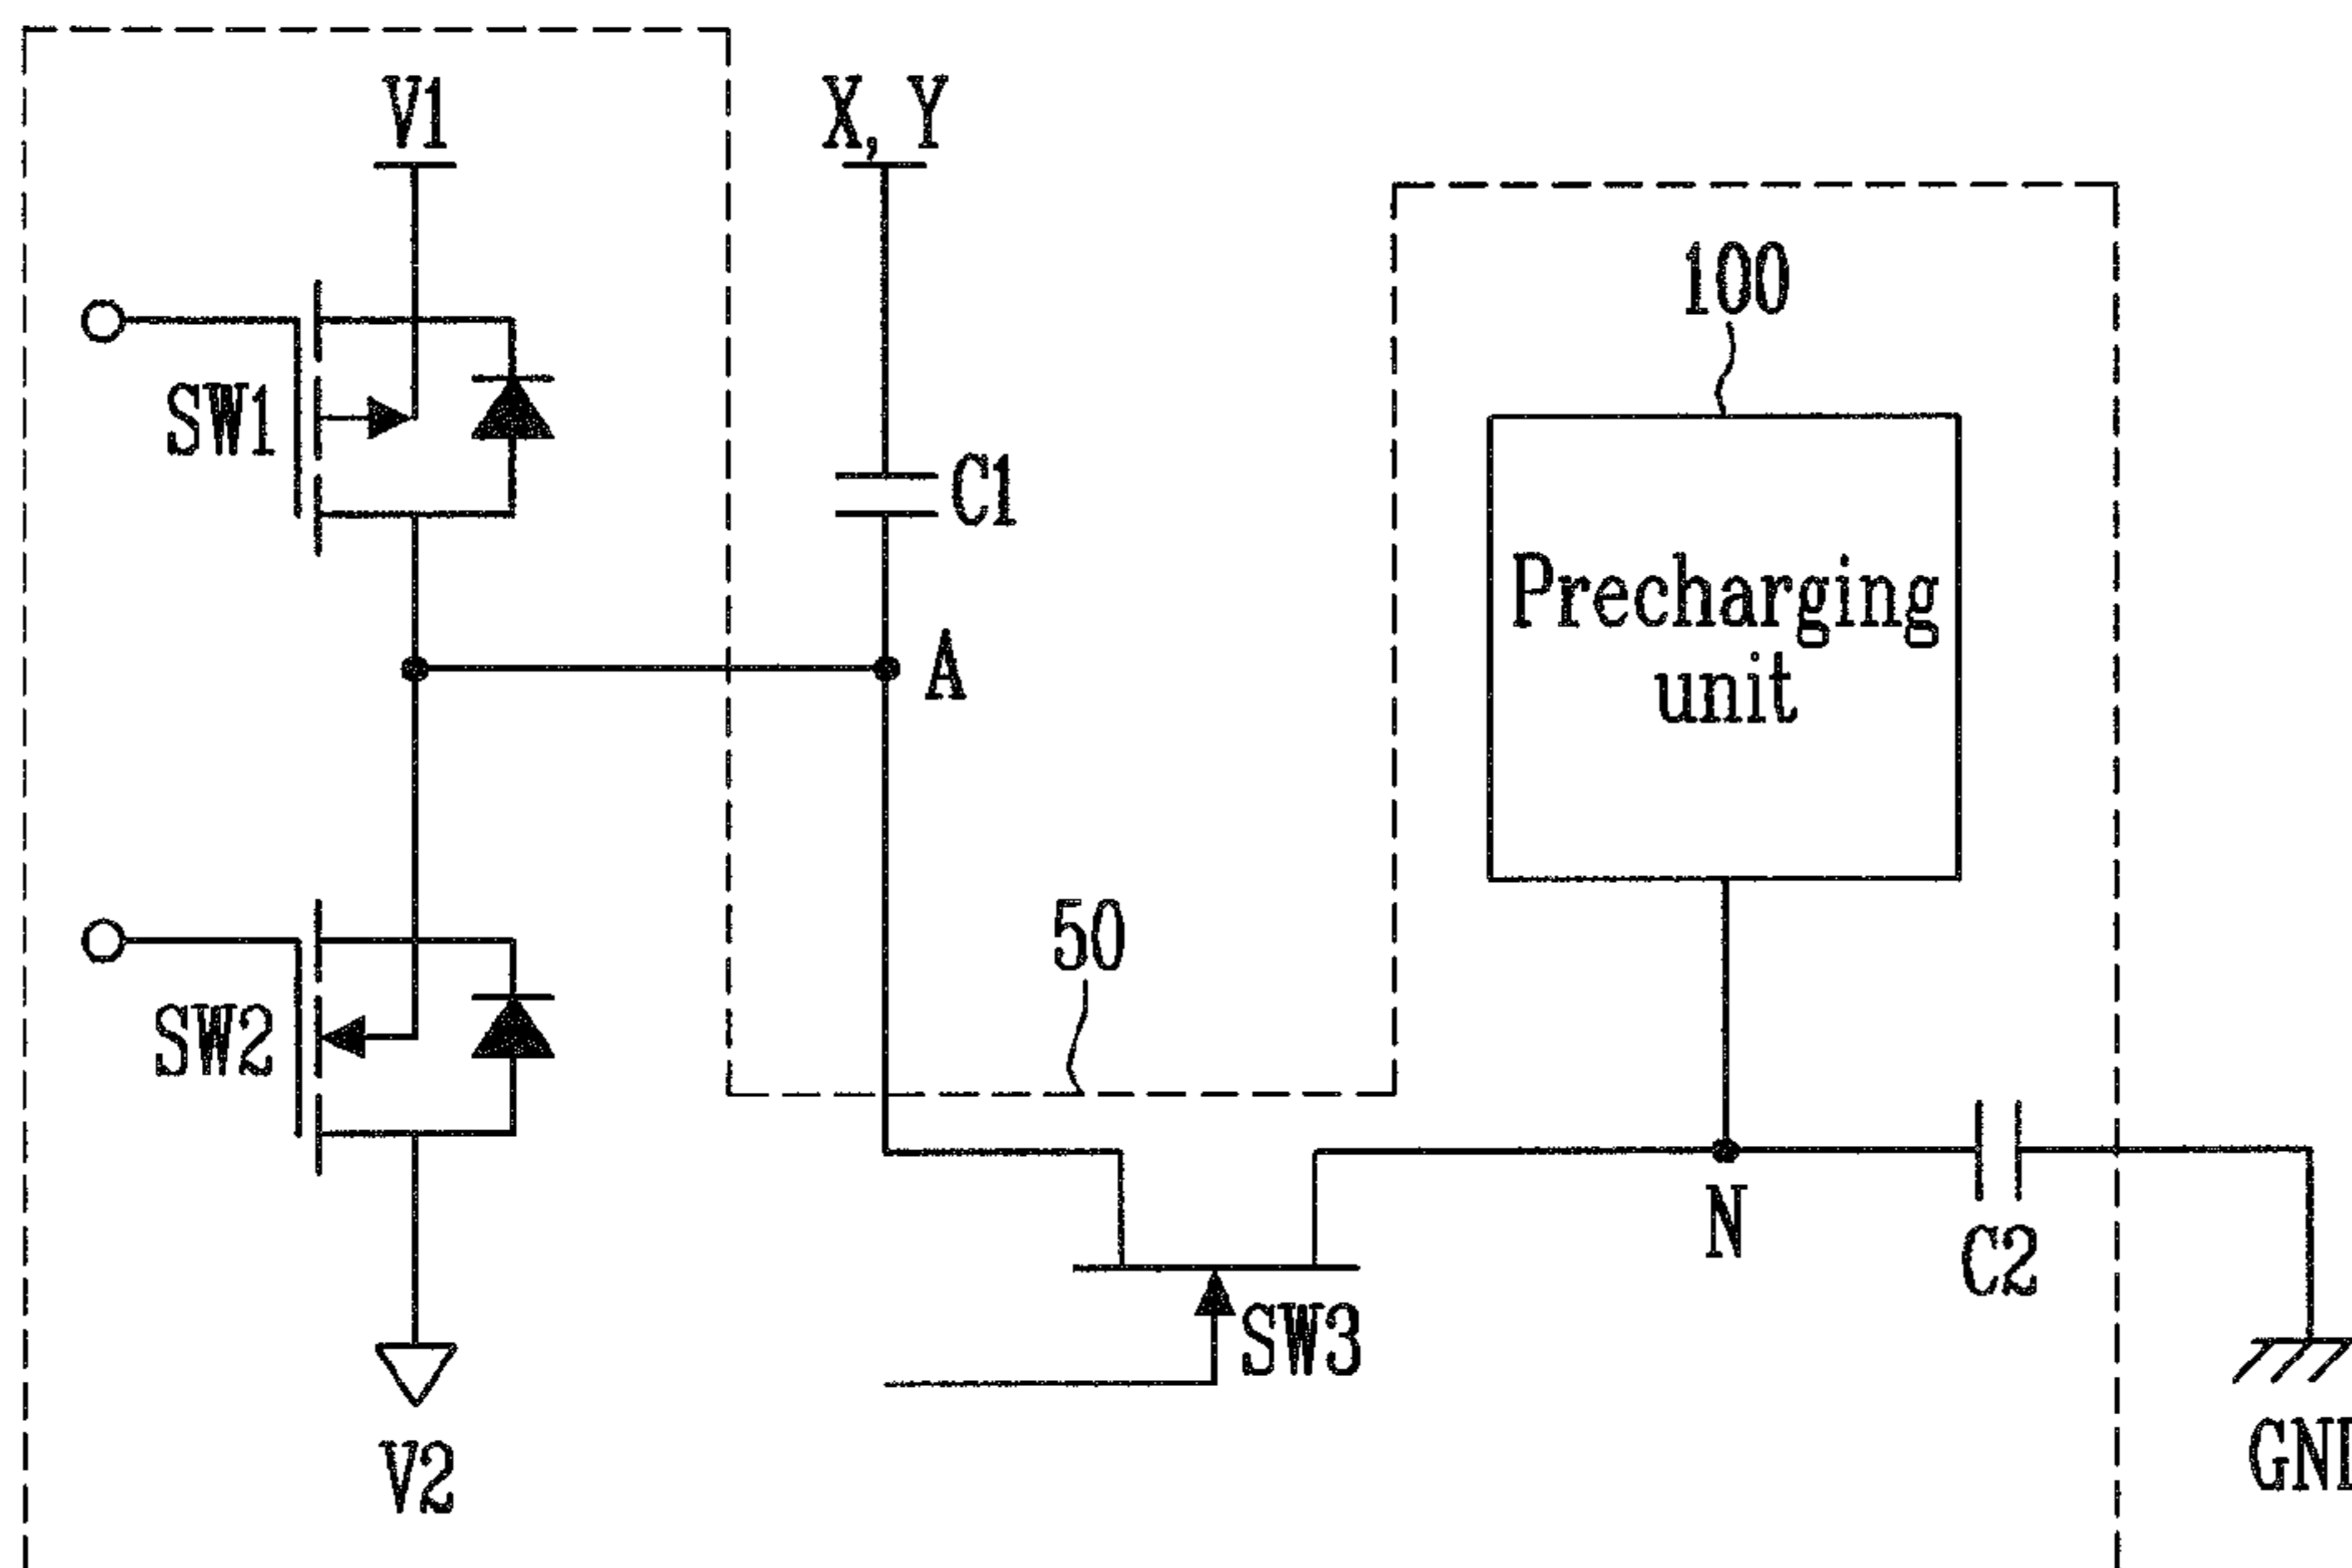 V1
X, Y
100
SW1
C1
Precharging
unit
A
50
SW2
N
C2
SW3
V2